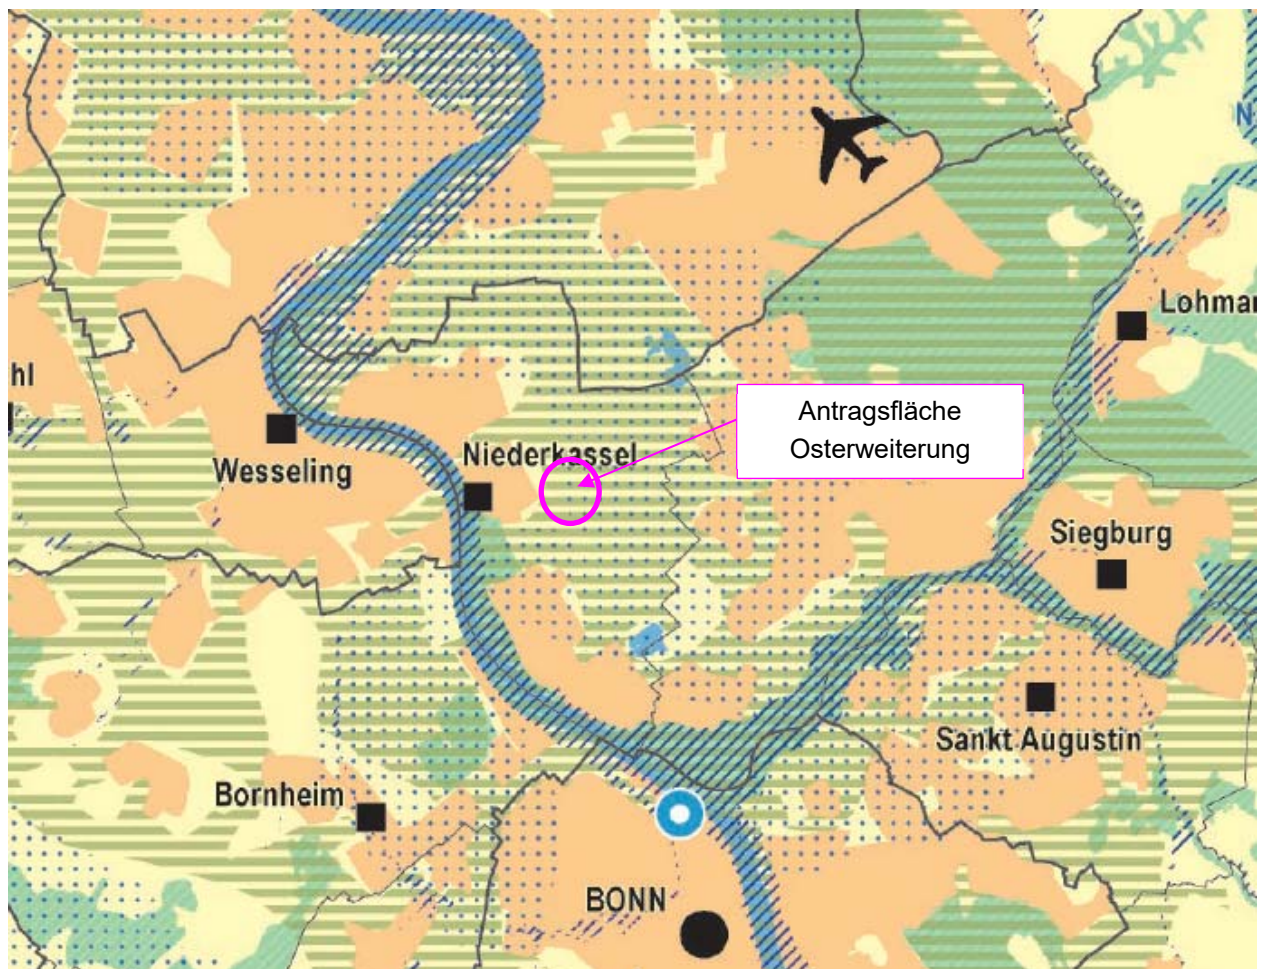 N
Lohmar
hl
Antragsfläche
Osterweiterung
Niederkassel
Wesseling
Siegburg
Sankt Augustin
Bornheim
BONN